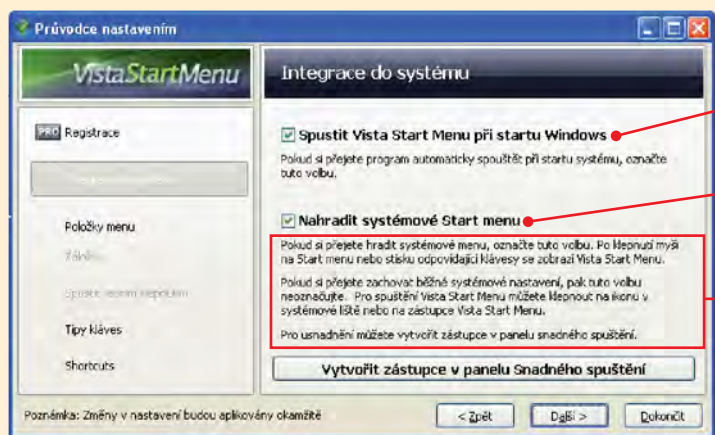 Průvodce nastavením
VistaStartMenu
Integrace do systému
PRO Registrace
Položky menu
Tipy kláves
Shortcuts
Spustit Vista Start Menu při startu Windows
Pokud si přejete program automaticky spouštět při startu systému, označte
tuto volbu.
Nahradit systémové Start menu
Pokud si přejete hradit systémové menu, označte tuto volbu. Po klepnutí myší
na Start menu nebo stisku odpovídající klávesy se zobrazí Vista Start Menu.
Pokud si přejete zachovat běžné systémové nastavení, pak tuto volbu
neoznačujte. Pro spuštění Vista Start Menu můžete klepnout na ikonu v
systémové liště nebo na zástupce Vista Start Menu.
Pro usnadnění můžete vytvořit zástupce v panelu snadného spuštění.
Vytvořit zástupce v panelu Snadného spuštění
Poznámka: Změny v nastavení budou aplikovány okamžitě
< Zpět
Další >
Dokončit